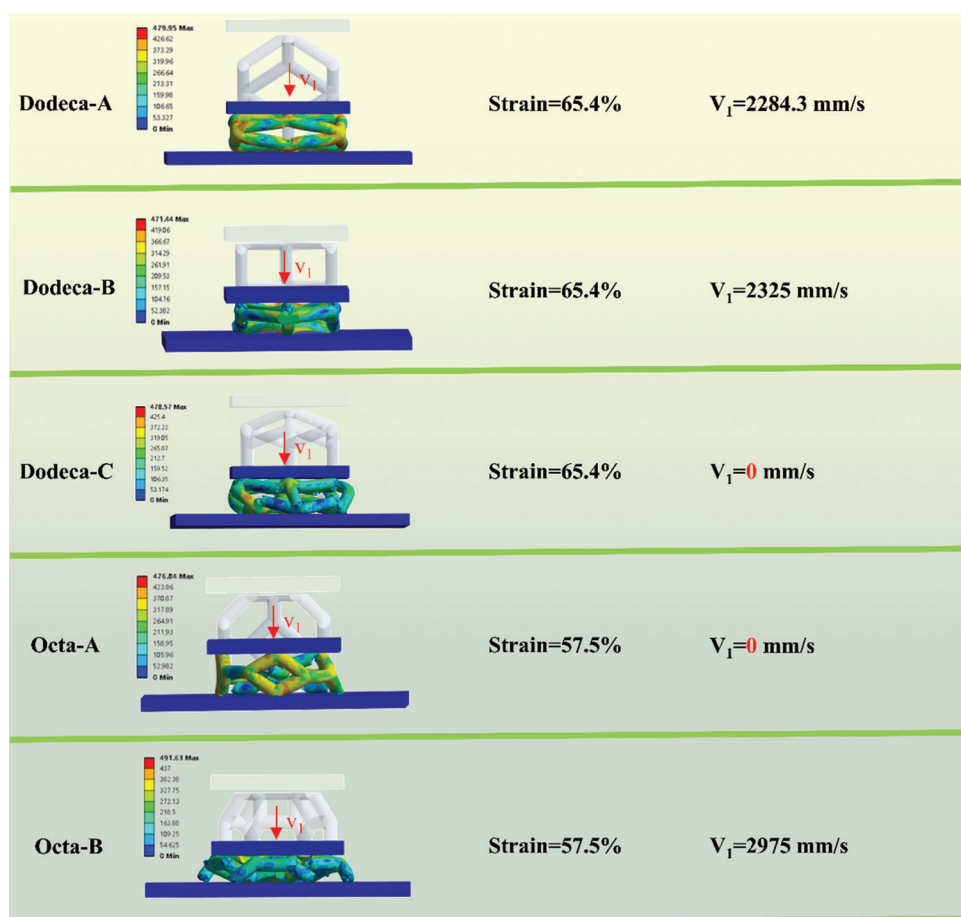 479.95 Max
426.62
373.29
319.96
266.64
213.31
159.98
106.65
53.327
0 Min
Dodeca-A
V1
Strain=65.4%
V1=2284.3 mm/s
471.44 Max
419.06
366.67
314.29
261.91
209.53
157.15
104.76
52.382
0 Min
Dodeca-B
V1
Strain=65.4%
V1=2325 mm/s
478.57 Max
425.4
372.22
319.05
265.87
212.7
159.52
106.35
53.174
0 Min
Dodeca-C
V1
Strain=65.4%
V1=0 mm/s
476.84 Max
423.86
370.87
317.89
264.91
211.93
158.95
105.96
52.982
0 Min
Octa-A
V1
Strain=57.5%
V1=0 mm/s
491.63 Max
437
382.38
327.75
273.13
218.5
163.88
109.25
54.625
0 Min
Octa-B
V1
Strain=57.5%
V1=2975 mm/s